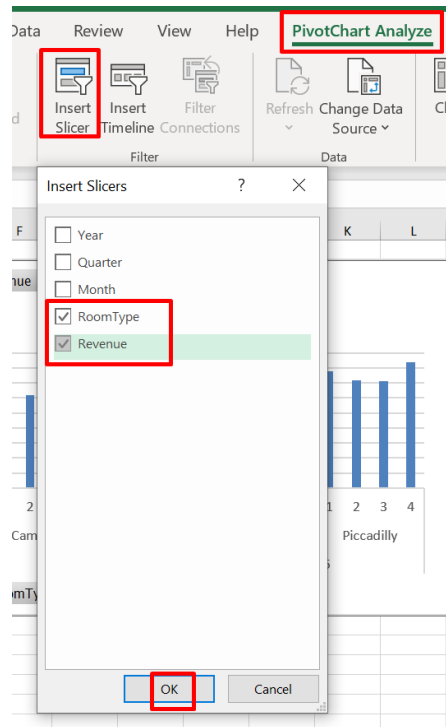 Data Review View Help PivotChart Analyze
Insert Slicer
Insert Timeline
Filter Connections
Refresh
Change Data Source
Filter
Data
Insert Slicers ?
F K L
Year
Quarter
Month
RoomType
Revenue
2 1 2 3 4
Piccadilly
OK Cancel